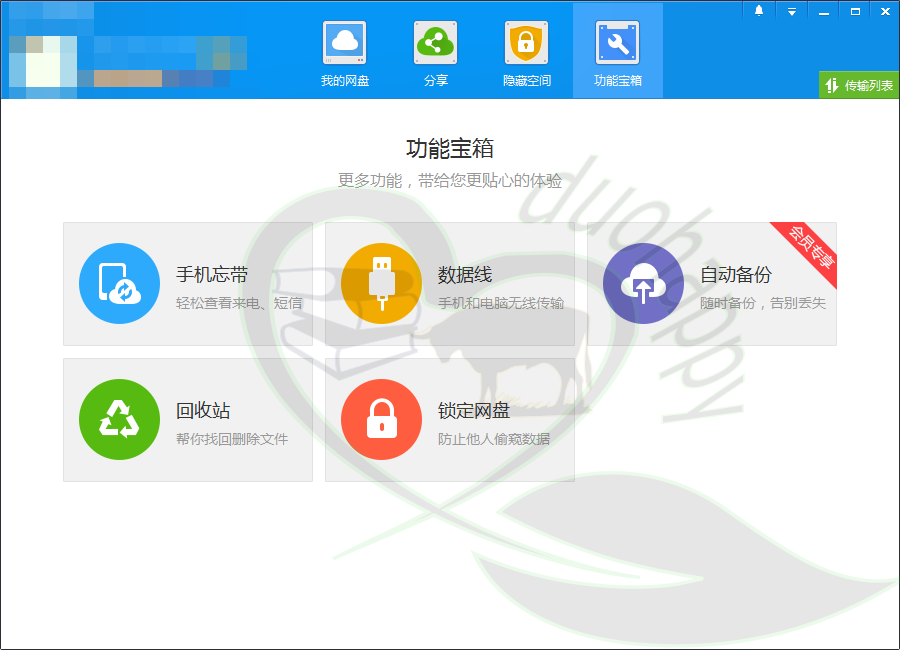 我的网盘
分享
隐藏空间
功能宝箱
传输列表
功能宝箱
更多功能，带给您更贴心的体验
手机忘带
轻松查看来电、短信
数据线
手机和电脑无线传输
自动备份
随时备份，告别丢失
会员专享
回收站
帮你找回删除文件
锁定网盘
防止他人偷窥数据
duohappy